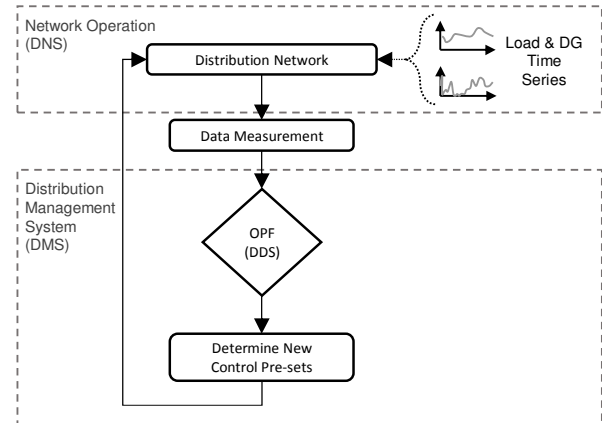 Network Operation
(DNS)
Distribution Network
Load & DG
Time
Series
Data Measurement
Distribution
Management
System
(DMS)
OPF
(DDS)
Determine New
Control Pre-sets